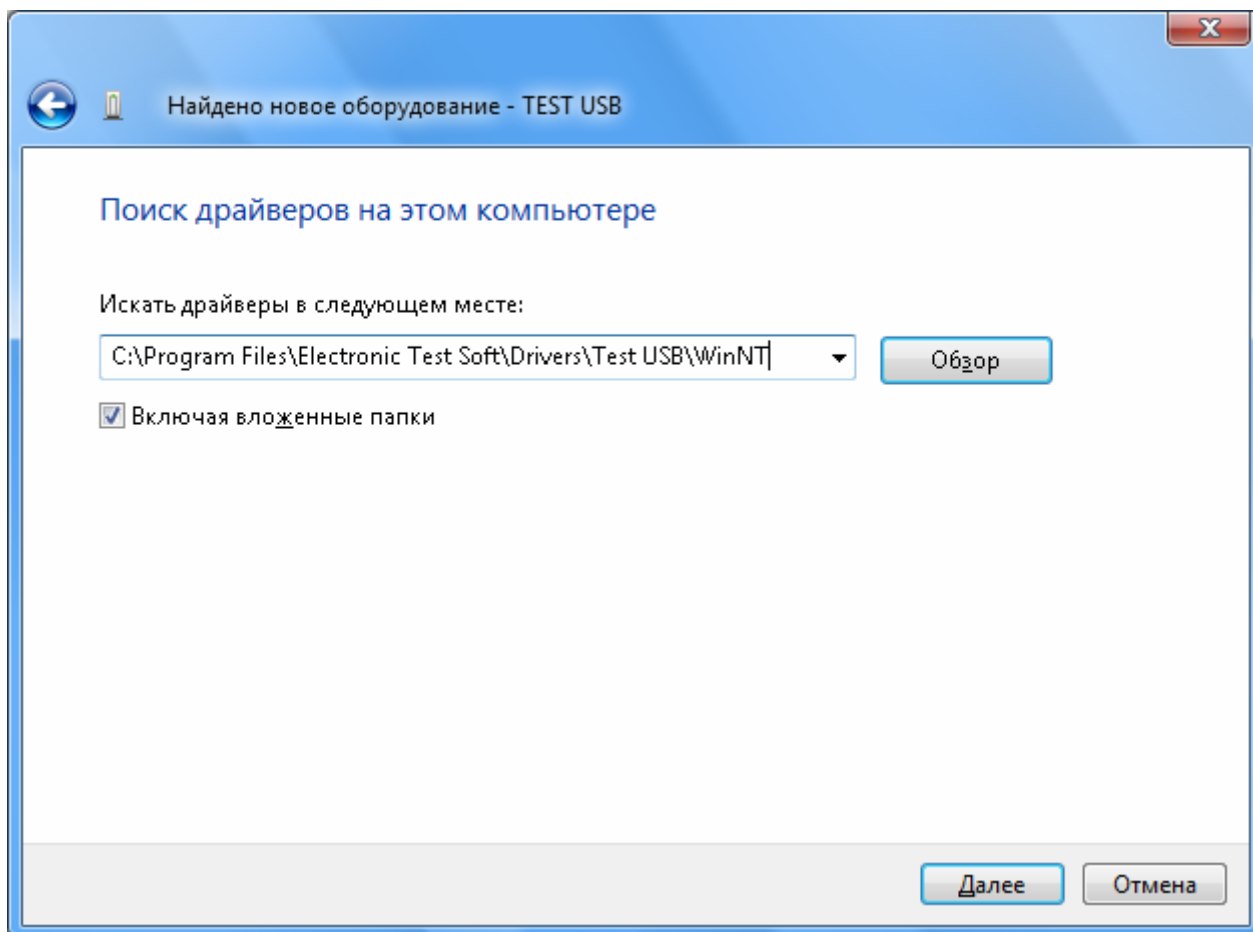 Найдено новое оборудование - TEST USB
Поиск драйверов на этом компьютере
Искать драйверы в следующем месте:
C:\Program Files\Electronic Test Soft\Drivers\Test USB\WinNT
Обзор
Включая вложенные папки
Далее
Отмена